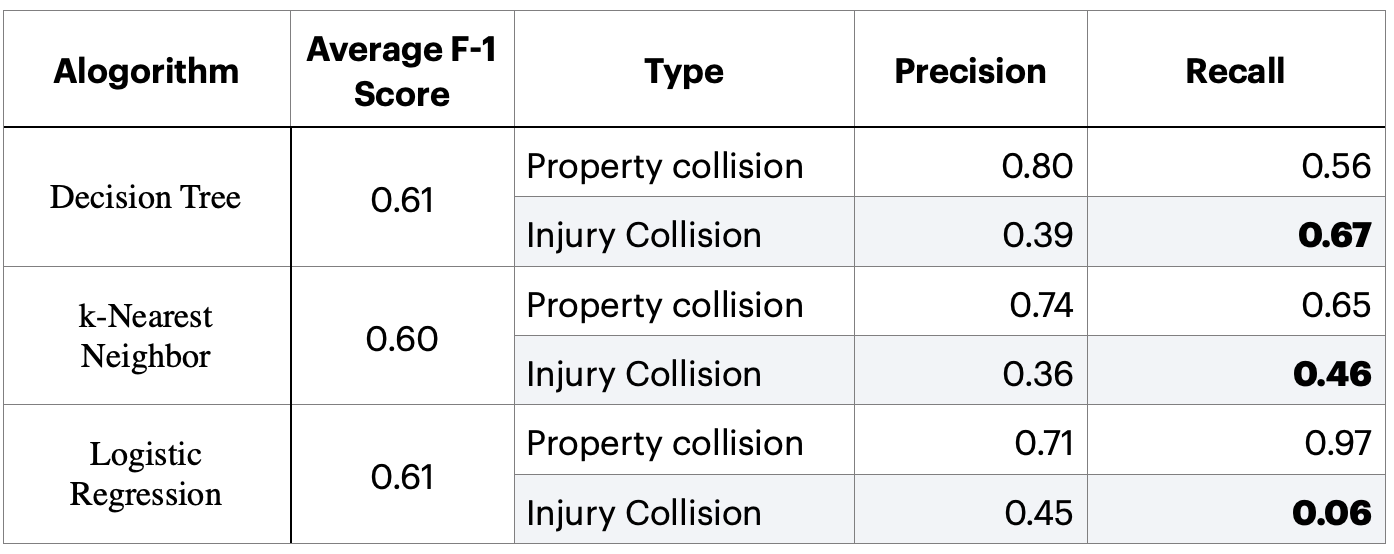 Alogorithm
Average F-1
Score
Type
Precision
Recall
Decision Tree
0.61
Property collision
0.80
0.56
Injury Collision
0.39
0.67
k-Nearest
Neighbor
0.60
Property collision
0.74
0.65
Injury Collision
0.36
0.46
Logistic
Regression
0.61
Property collision
0.71
0.97
Injury Collision
0.45
0.06